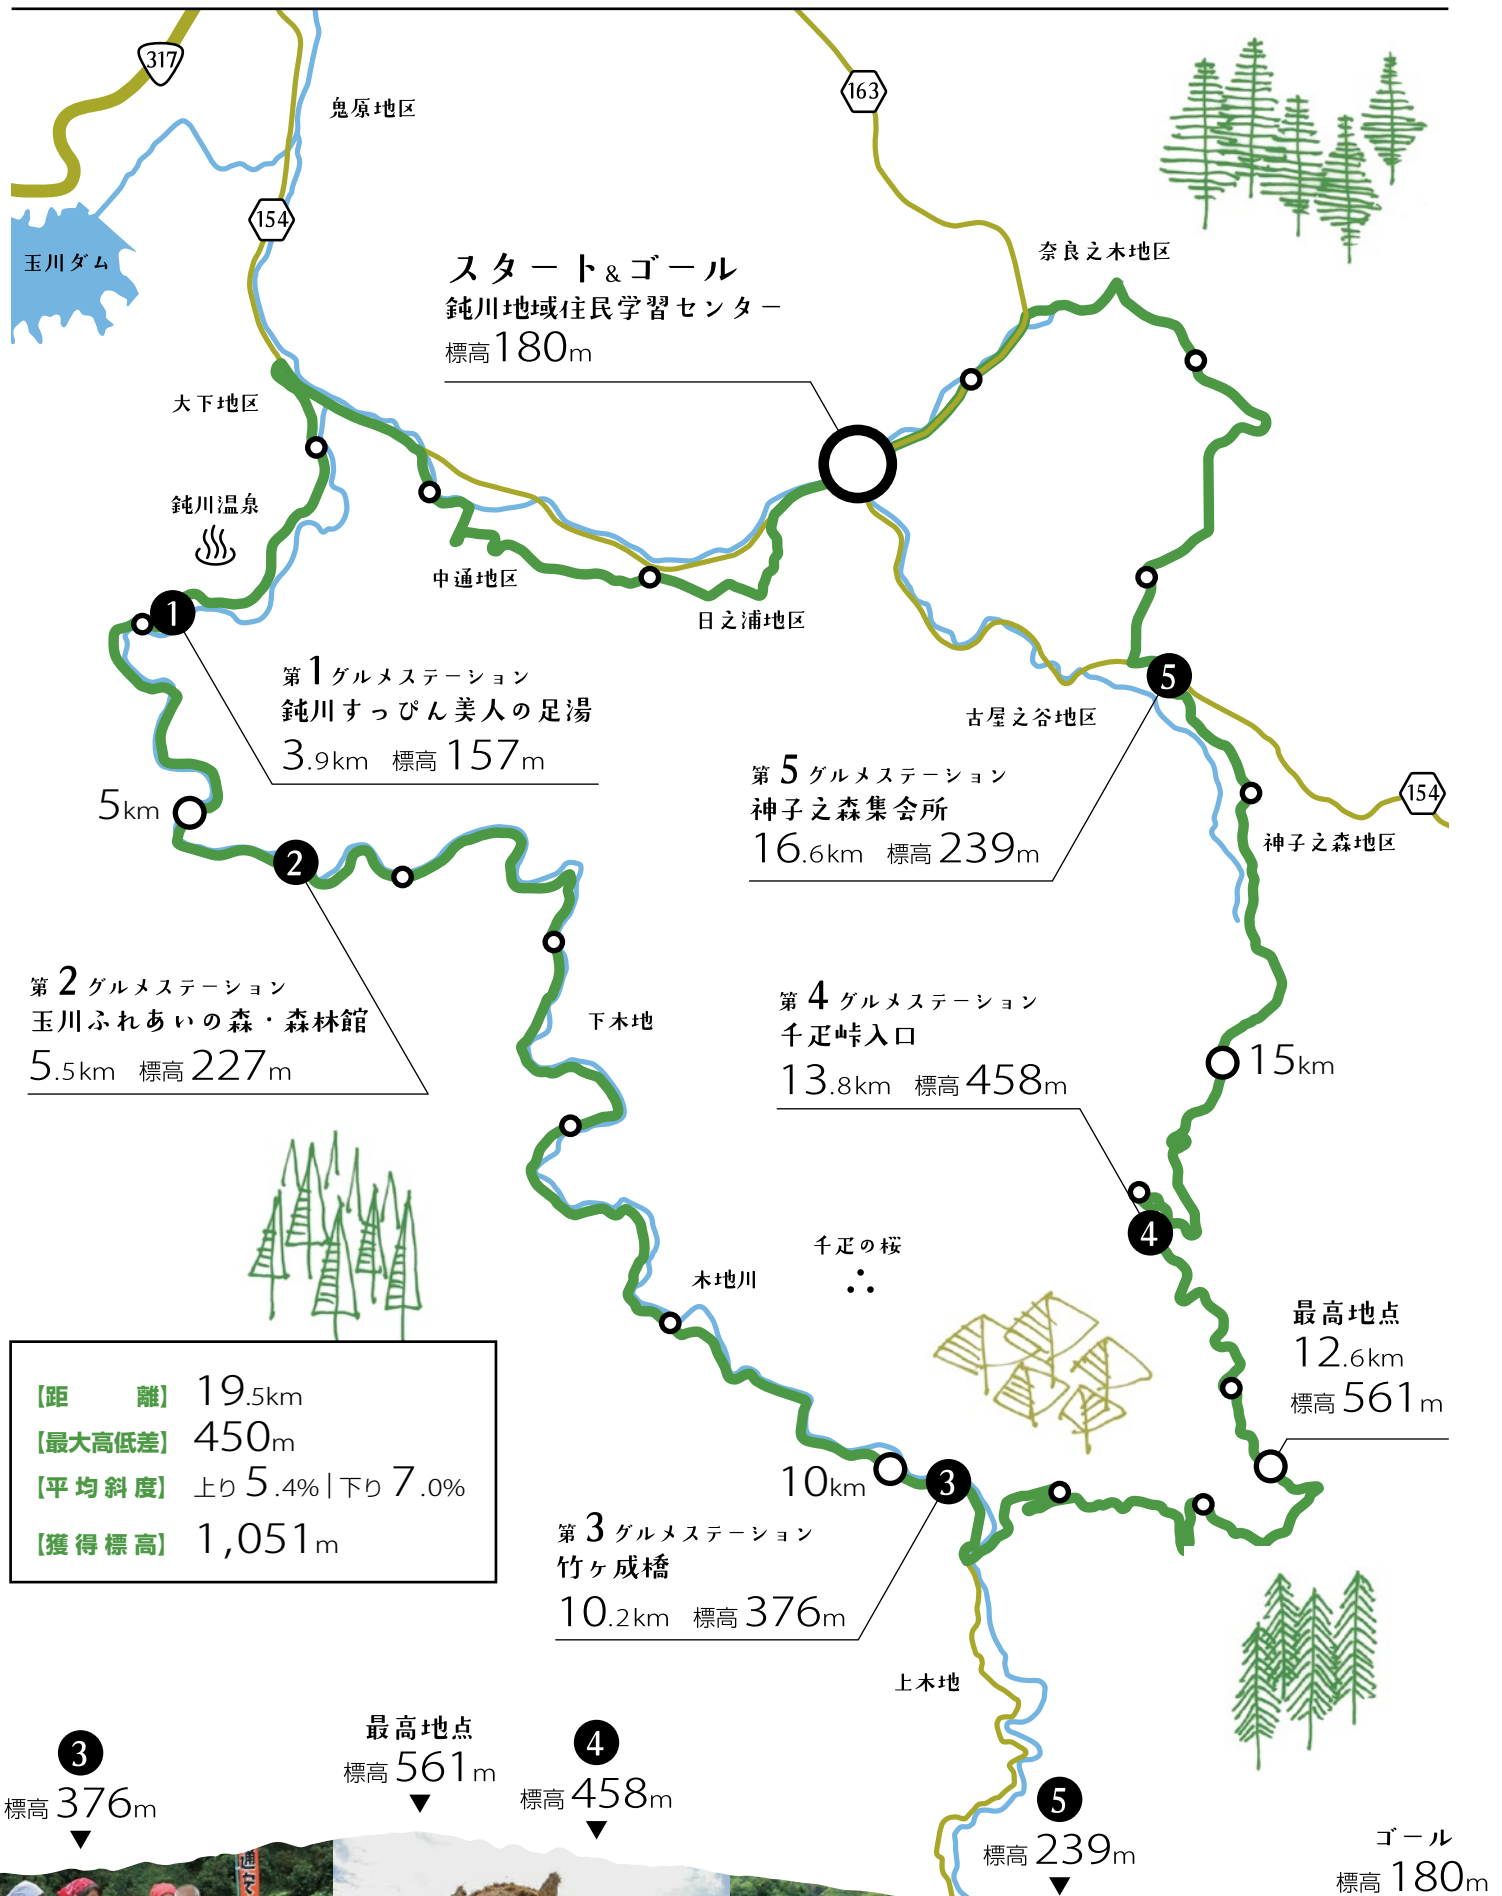 317
鬼原地区
163
154
玉川ダム
奈良之木地区
スタート&ゴール
鈍川地域住民学習センター
標高180m
大下地区
鈍川温泉
中通地区
日之浦地区
1
第1グルメステーション
鈍川すっぴん美人の足湯
3.9km 標高157m
5
古屋之谷地区
第5グルメステーション
神子之森集会所
16.6km 標高239m
154
神子之森地区
5km
2
第2グルメステーション
玉川ふれあいの森・森林館
5.5km 標高227m
下木地
第4グルメステーション
千疋峠入口
13.8km 標高458m
15km
4
千疋の桜
木地川
最高地点
12.6km
標高561m
【距離】 19.5km
【最大高低差】 450m
【平均斜度】 上り5.4%|下り7.0%
【獲得標高】 1,051m
10km
3
第3グルメステーション
竹ヶ成橋
10.2km 標高376m
上木地
3
標高376m
最高地点
標高561m
4
標高458m
5
標高239m
ゴール
標高180m